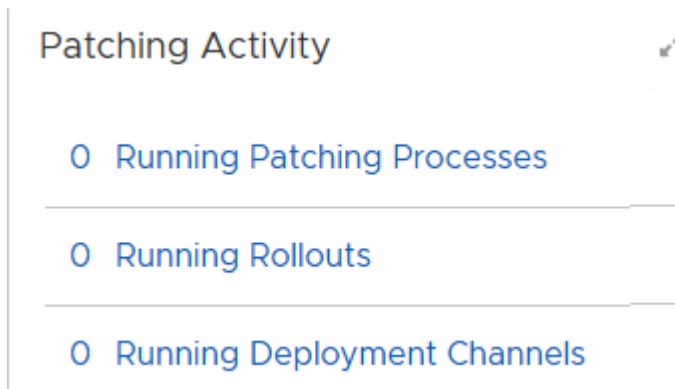 Patching Activity
0 Running Patching Processes
0 Running Rollouts
0 Running Deployment Channels